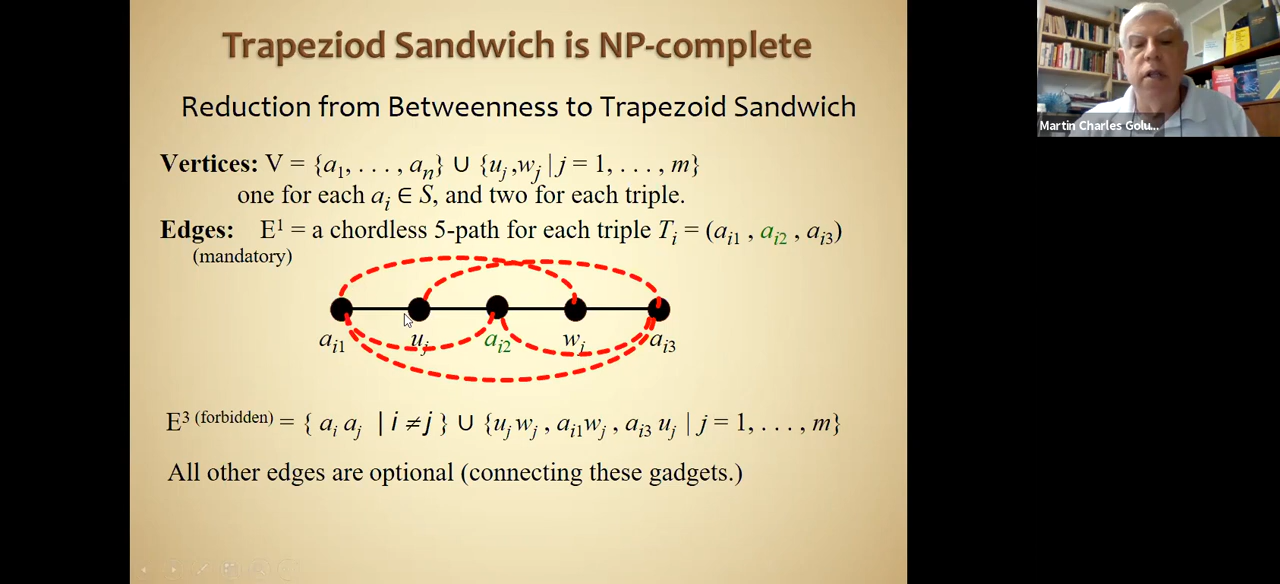 Trapeziod Sandwich is NP-complete
Reduction from Betweenness to Trapezoid Sandwich
Vertices: V = {a₁, . . . , aₙ} ∪ {uⱼ ,wⱼ | j = 1, . . . , m}
one for each aᵢ ∈ S, and two for each triple.
Edges: E¹ = a chordless 5-path for each triple Tᵢ = (aᵢ₁ , aᵢ₂ , aᵢ₃)
(mandatory)
aᵢ₁ uⱼ aᵢ₂ wⱼ aᵢ₃
E³ (forbidden) = { aᵢ aⱼ | i ≠ j } ∪ {uⱼ wⱼ , aᵢ₁wⱼ , aᵢ₃ uⱼ | j = 1, . . . , m}
All other edges are optional (connecting these gadgets.)
Martin Charles Golu...